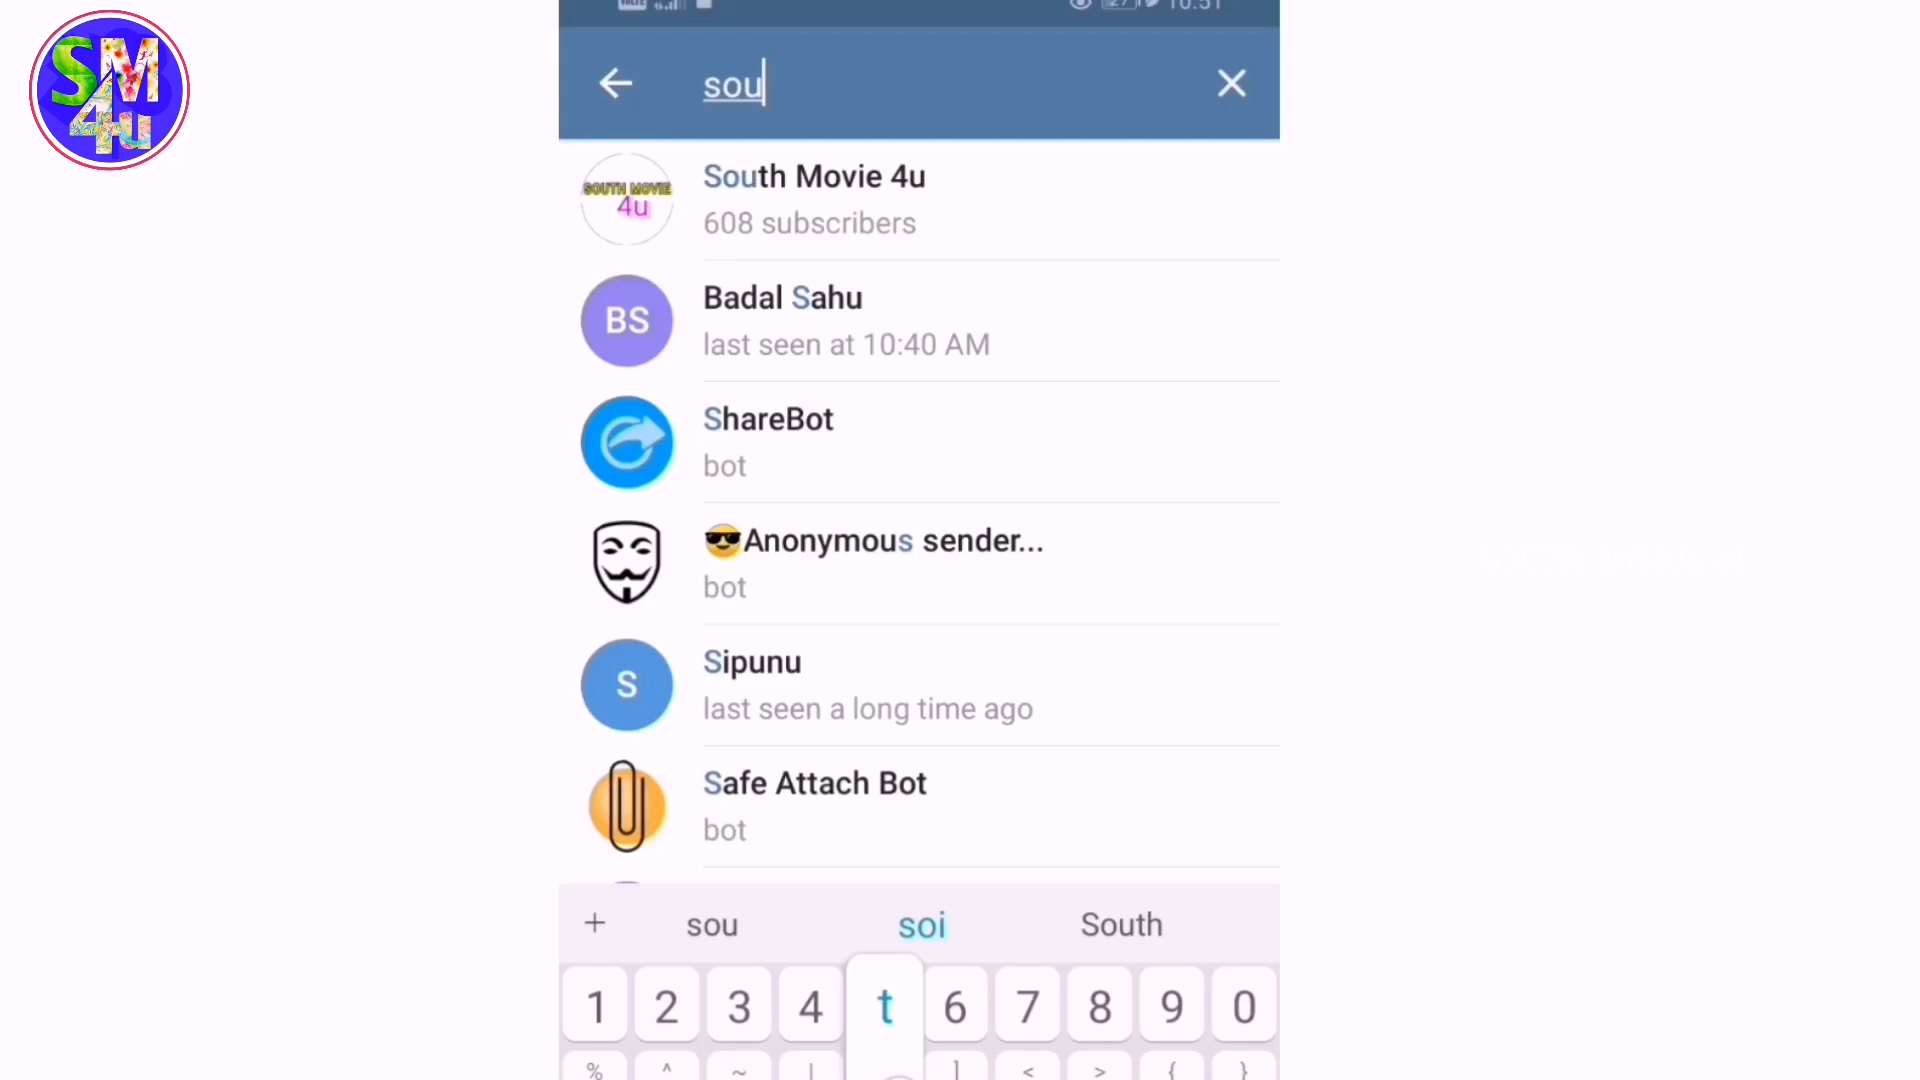 10:51
SM
4u
sou
South Movie 4u
SOUTH MOVIE
4u
608 subscribers
BS
Badal Sahu
last seen at 10:40 AM
ShareBot
bot
😎Anonymous sender...
bot
S
Sipunu
last seen a long time ago
Safe Attach Bot
bot
+ sou soi South
1 2 3 4 t 6 7 8 9 0
% ^ ~ | ] < > { }